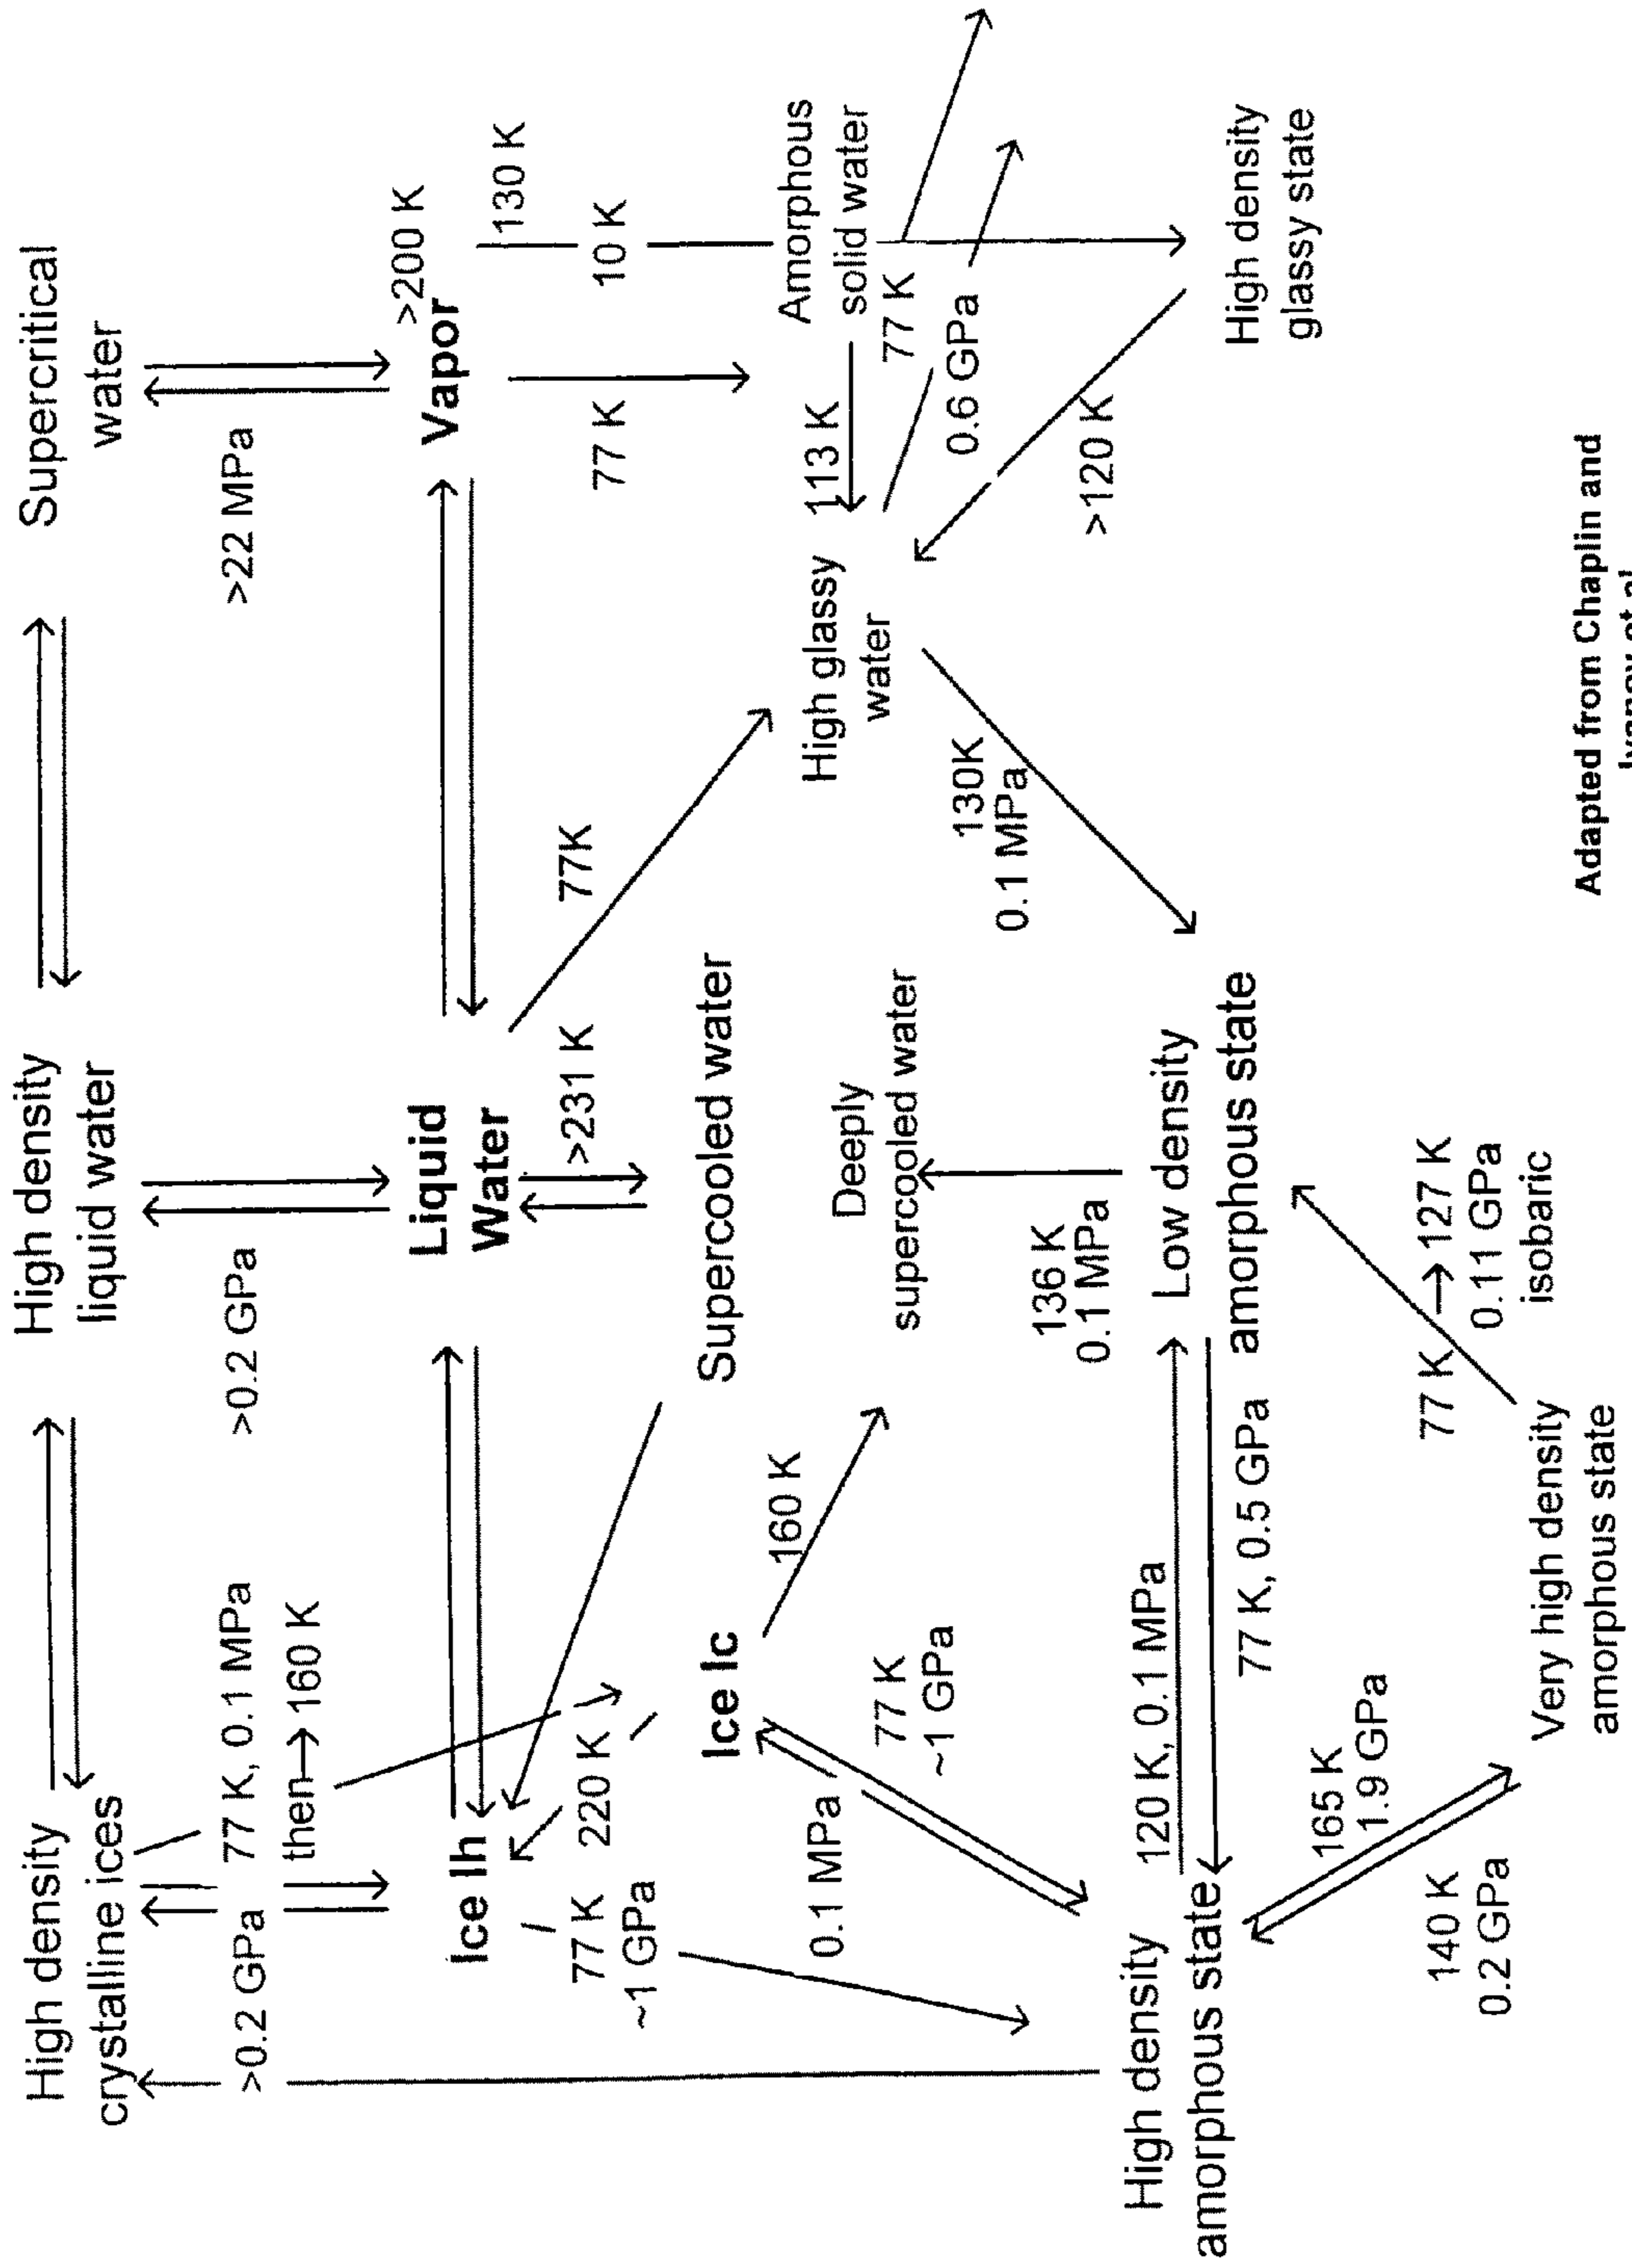 High density
crystalline ices
High density
liquid water
Supercritical
water
>0.2 GPa
77 K, 0.1 MPa
then→160 K
>0.2 GPa
>22 MPa
Ice Ih
Liquid
Water
Vapor
>200 K
77 K
~1 GPa
220 K
>231 K
77K
77 K
130 K
10 K
Ice Ic
Supercooled water
160 K
0.1 MPa
77 K
~1 GPa
Deeply
supercooled water
High glassy
water
113 K
Amorphous
solid water
77 K
0.6 GPa
130K
0.1 MPa
>120 K
136 K
0.1 MPa
High density
amorphous state
120 K, 0.1 MPa
77 K, 0.5 GPa
Low density
amorphous state
High density
glassy state
165 K
1.9 GPa
140 K
0.2 GPa
77 K → 127 K
0.11 GPa
isobaric
Very high density
amorphous state
Adapted from Chaplin and
et al